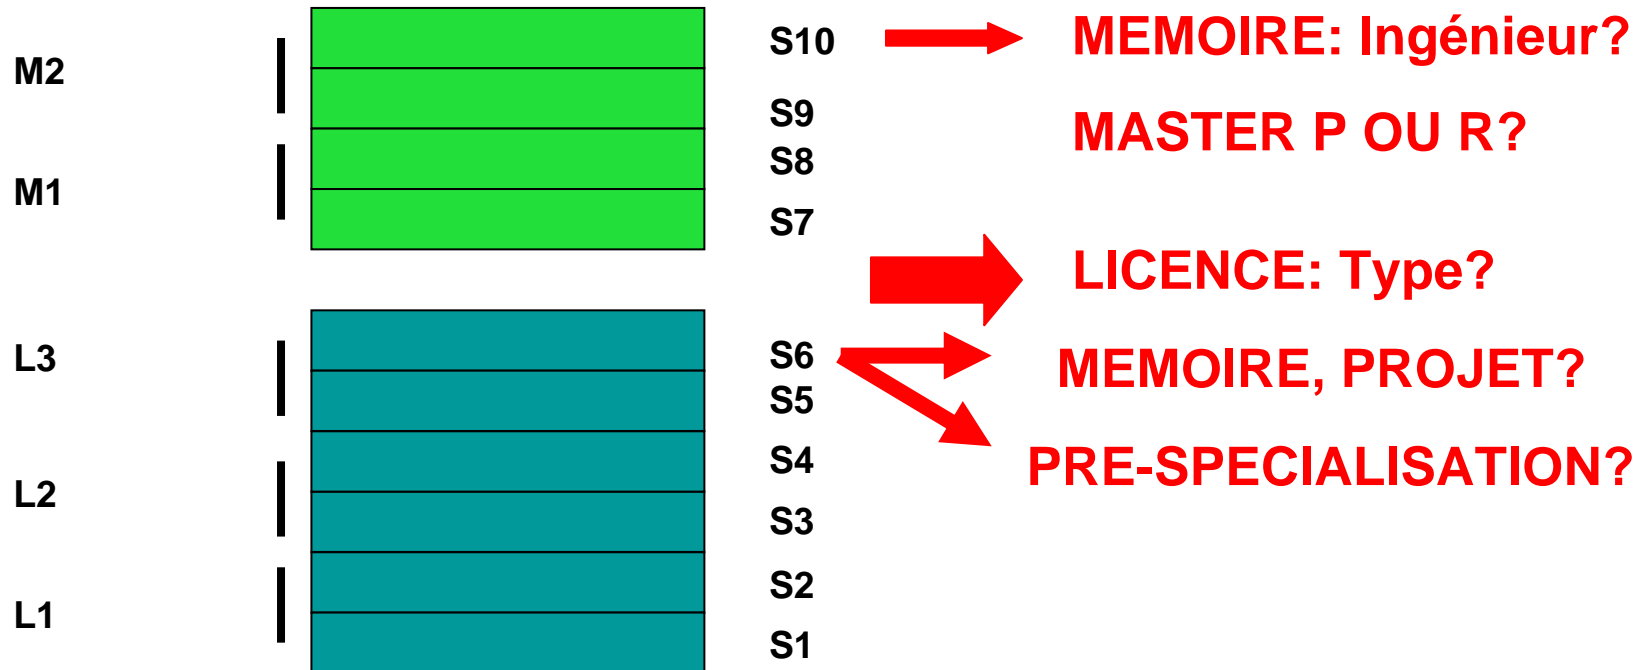 S10
MEMOIRE: Ingénieur?
M2
S9
MASTER P OU R?
S8
M1
S7
LICENCE: Type?
L3
S6
MEMOIRE, PROJET?
S5
S4
PRE-SPECIALISATION?
L2
S3
S2
L1
S1